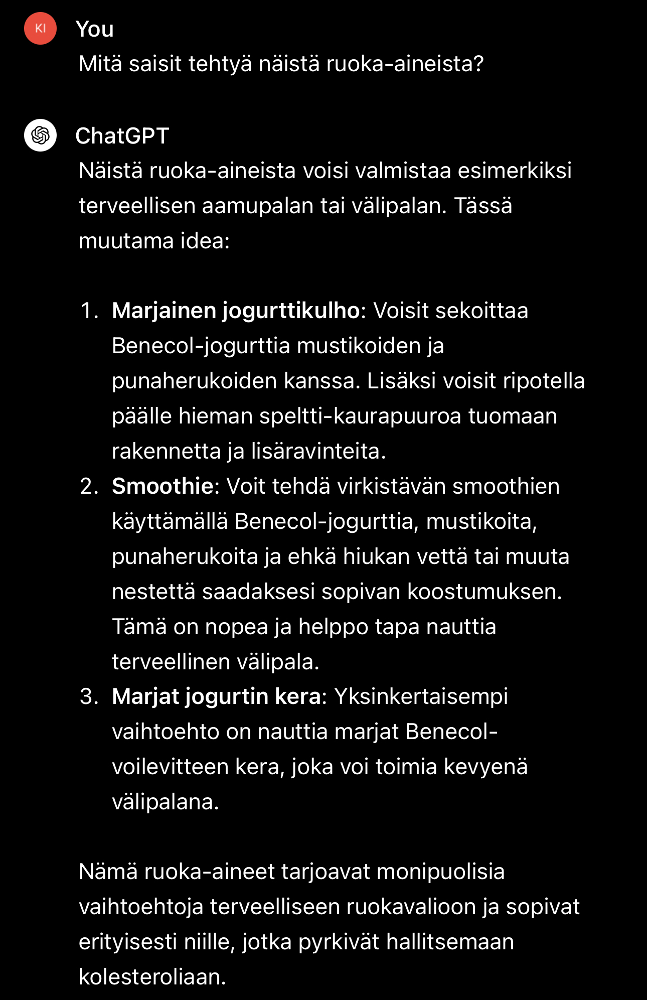 KI
You
Mitä saisit tehtyä näistä ruoka-aineista?
ChatGPT
Näistä ruoka-aineista voisi valmistaa esimerkiksi
terveellisen aamupalan tai välipalan. Tässä
muutama idea:
1. Marjainen jogurttikulho: Voisit sekoittaa
Benecol-jogurttia mustikoiden ja
punaherukoiden kanssa. Lisäksi voisit ripotella
päälle hieman speltti-kaurapuuroa tuomaan
rakennetta ja lisäravinteita.
2. Smoothie: Voit tehdä virkistävän smoothien
käyttämällä Benecol-jogurttia, mustikoita,
punaherukoita ja ehkä hiukan vettä tai muuta
nestettä saadaksesi sopivan koostumuksen.
Tämä on nopea ja helppo tapa nauttia
terveellinen välipala.
3. Marjat jogurtin kera: Yksinkertaisempi
vaihtoehto on nauttia marjat Benecol-
voilevitteen kera, joka voi toimia kevyenä
välipalana.
Nämä ruoka-aineet tarjoavat monipuolisia
vaihtoehtoja terveelliseen ruokavalioon ja sopivat
erityisesti niille, jotka pyrkivät hallitsemaan
kolesteroliaan.